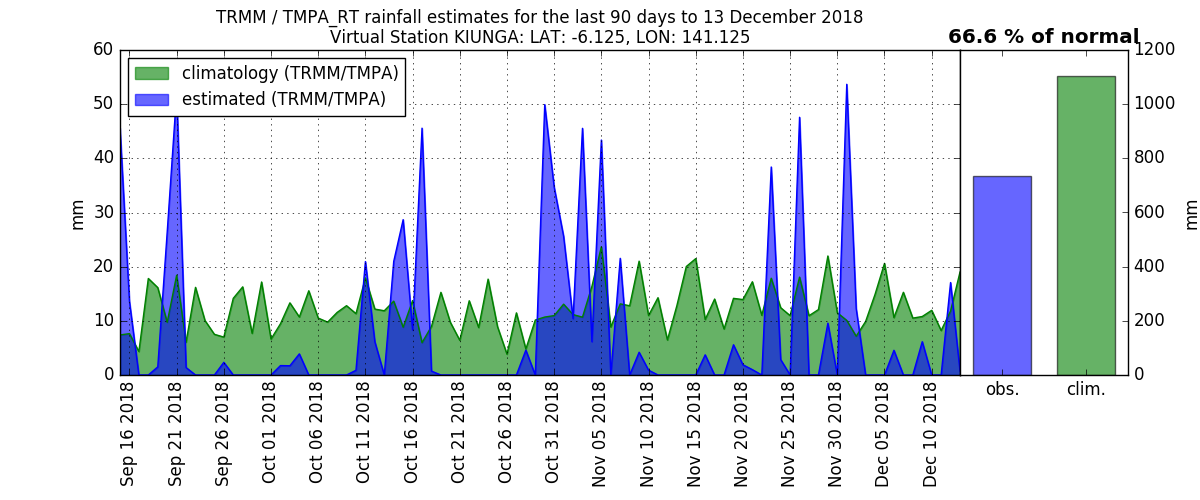 TRMM / TMPA_RT rainfall estimates for the last 90 days to 13 December 2018
Virtual Station KIUNGA: LAT: -6.125, LON: 141.125
66.6 % of normal
climatology (TRMM/TMPA)
estimated (TRMM/TMPA)
60
50
40
30
20
10
0
mm
1200
1000
800
600
400
200
0
mm
Sep 16 2018
Sep 21 2018
Sep 26 2018
Oct 01 2018
Oct 06 2018
Oct 11 2018
Oct 16 2018
Oct 21 2018
Oct 26 2018
Oct 31 2018
Nov 05 2018
Nov 10 2018
Nov 15 2018
Nov 20 2018
Nov 25 2018
Nov 30 2018
Dec 05 2018
Dec 10 2018
obs.
clim.